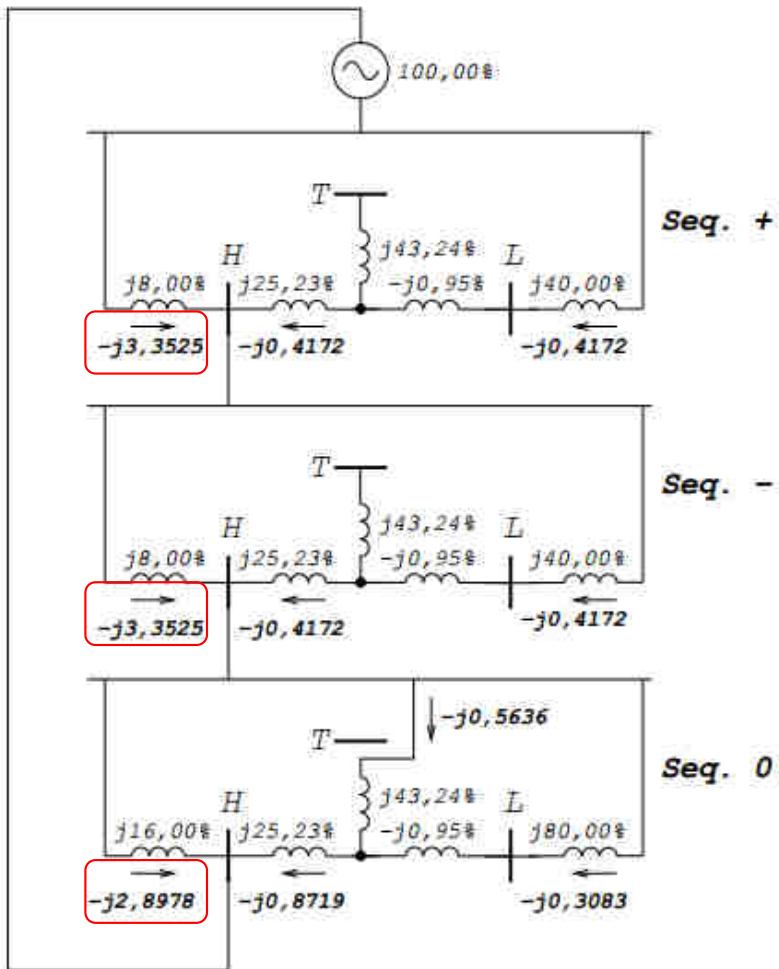 100,00%
Seq. +
T
j43,24%
H
L
j8,00%
j25,23%
-j0,95%
j40,00%
-j3,3525
-j0,4172
-j0,4172
Seq. -
T
j43,24%
H
L
j8,00%
j25,23%
-j0,95%
j40,00%
-j3,3525
-j0,4172
-j0,4172
-j0,5636
T
Seq. 0
j43,24%
H
L
j16,00%
j25,23%
-j0,95%
j80,00%
-j2,8978
-j0,8719
-j0,3083